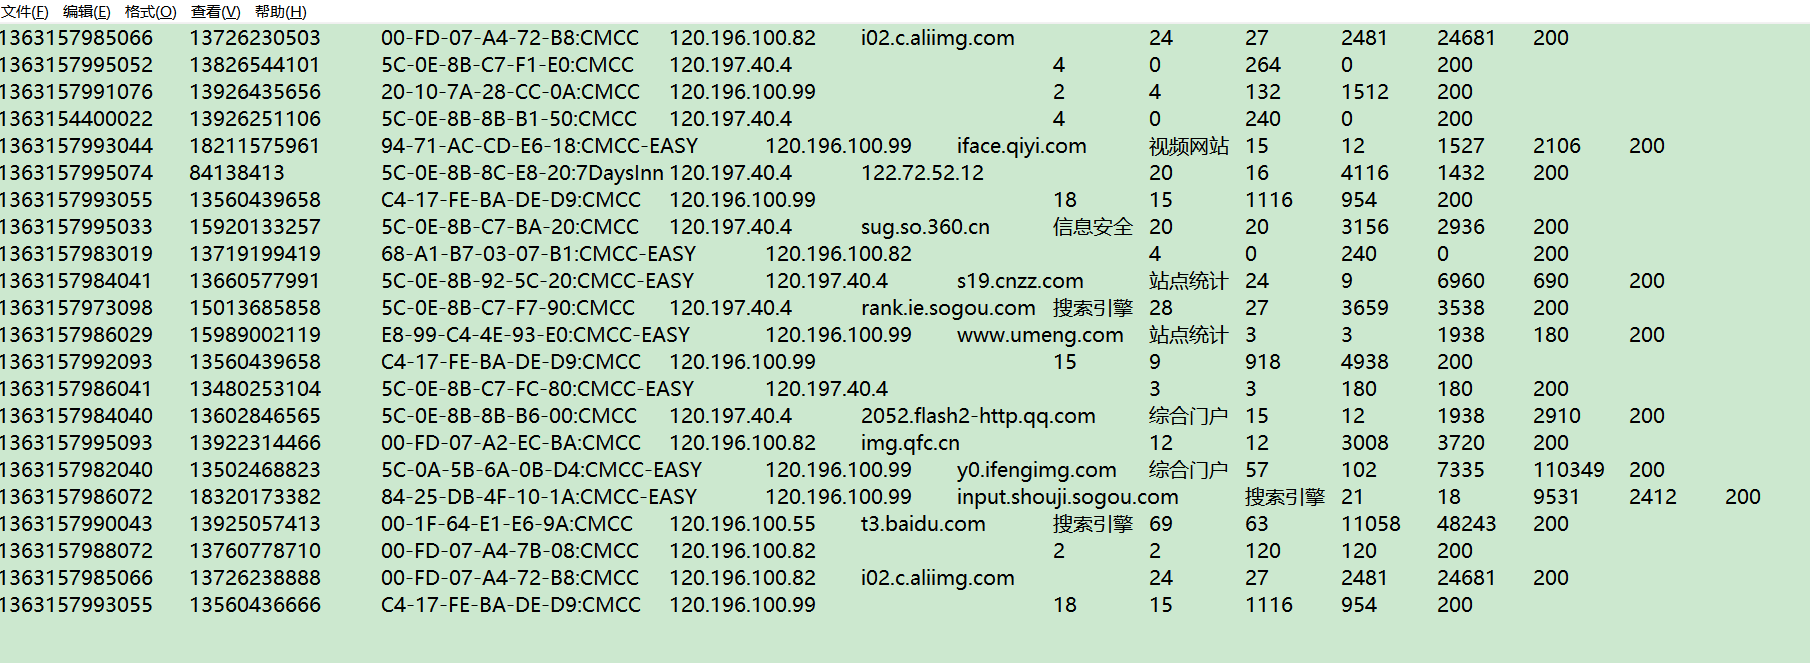 文件(F) 编辑(E) 格式(O) 查看(V) 帮助(H)
1363157985066 13726230503 00-FD-07-A4-72-B8:CMCC 120.196.100.82 i02.c.aliimg.com 24 27 2481 24681 200
1363157995052 13826544101 5C-0E-8B-C7-F1-E0:CMCC 120.197.40.4 4 0 264 0 200
1363157991076 13926435656 20-10-7A-28-CC-0A:CMCC 120.196.100.99 2 4 132 1512 200
1363154400022 13926251106 5C-0E-8B-8B-B1-50:CMCC 120.197.40.4 4 0 240 0 200
1363157993044 18211575961 94-71-AC-CD-E6-18:CMCC-EASY 120.196.100.99 iface.qiyi.com 视频网站 15 12 1527 2106 200
1363157995074 84138413 5C-0E-8B-8C-E8-20:7DaysInn 120.197.40.4 122.72.52.12 20 16 4116 1432 200
1363157993055 13560439658 C4-17-FE-BA-DE-D9:CMCC 120.196.100.99 18 15 1116 954 200
1363157995033 15920133257 5C-0E-8B-C7-BA-20:CMCC 120.197.40.4 sug.so.360.cn 信息安全 20 20 3156 2936 200
1363157983019 13719199419 68-A1-B7-03-07-B1:CMCC-EASY 120.196.100.82 4 0 240 0 200
1363157984041 13660577991 5C-0E-8B-92-5C-20:CMCC-EASY 120.197.40.4 s19.cnzz.com 站点统计 24 9 6960 690 200
1363157973098 15013685858 5C-0E-8B-C7-F7-90:CMCC 120.197.40.4 rank.ie.sogou.com 搜索引擎 28 27 3659 3538 200
1363157986029 15989002119 E8-99-C4-4E-93-E0:CMCC-EASY 120.196.100.99 www.umeng.com 站点统计 3 3 1938 180 200
1363157992093 13560439658 C4-17-FE-BA-DE-D9:CMCC 120.196.100.99 15 9 918 4938 200
1363157986041 13480253104 5C-0E-8B-C7-FC-80:CMCC-EASY 120.197.40.4 3 3 180 180 200
1363157984040 13602846565 5C-0E-8B-8B-B6-00:CMCC 120.197.40.4 2052.flash2-http.qq.com 综合门户 15 12 1938 2910 200
1363157995093 13922314466 00-FD-07-A2-EC-BA:CMCC 120.196.100.82 img.qfc.cn 12 12 3008 3720 200
1363157982040 13502468823 5C-0A-5B-6A-0B-D4:CMCC-EASY 120.196.100.99 y0.ifengimg.com 综合门户 57 102 7335 110349 200
1363157986072 18320173382 84-25-DB-4F-10-1A:CMCC-EASY 120.196.100.99 input.shouji.sogou.com 搜索引擎 21 18 9531 2412 200
1363157990043 13925057413 00-1F-64-E1-E6-9A:CMCC 120.196.100.55 t3.baidu.com 搜索引擎 69 63 11058 48243 200
1363157988072 13760778710 00-FD-07-A4-7B-08:CMCC 120.196.100.82 2 2 120 120 200
1363157985066 13726238888 00-FD-07-A4-72-B8:CMCC 120.196.100.82 i02.c.aliimg.com 24 27 2481 24681 200
1363157993055 13560436666 C4-17-FE-BA-DE-D9:CMCC 120.196.100.99 18 15 1116 954 200